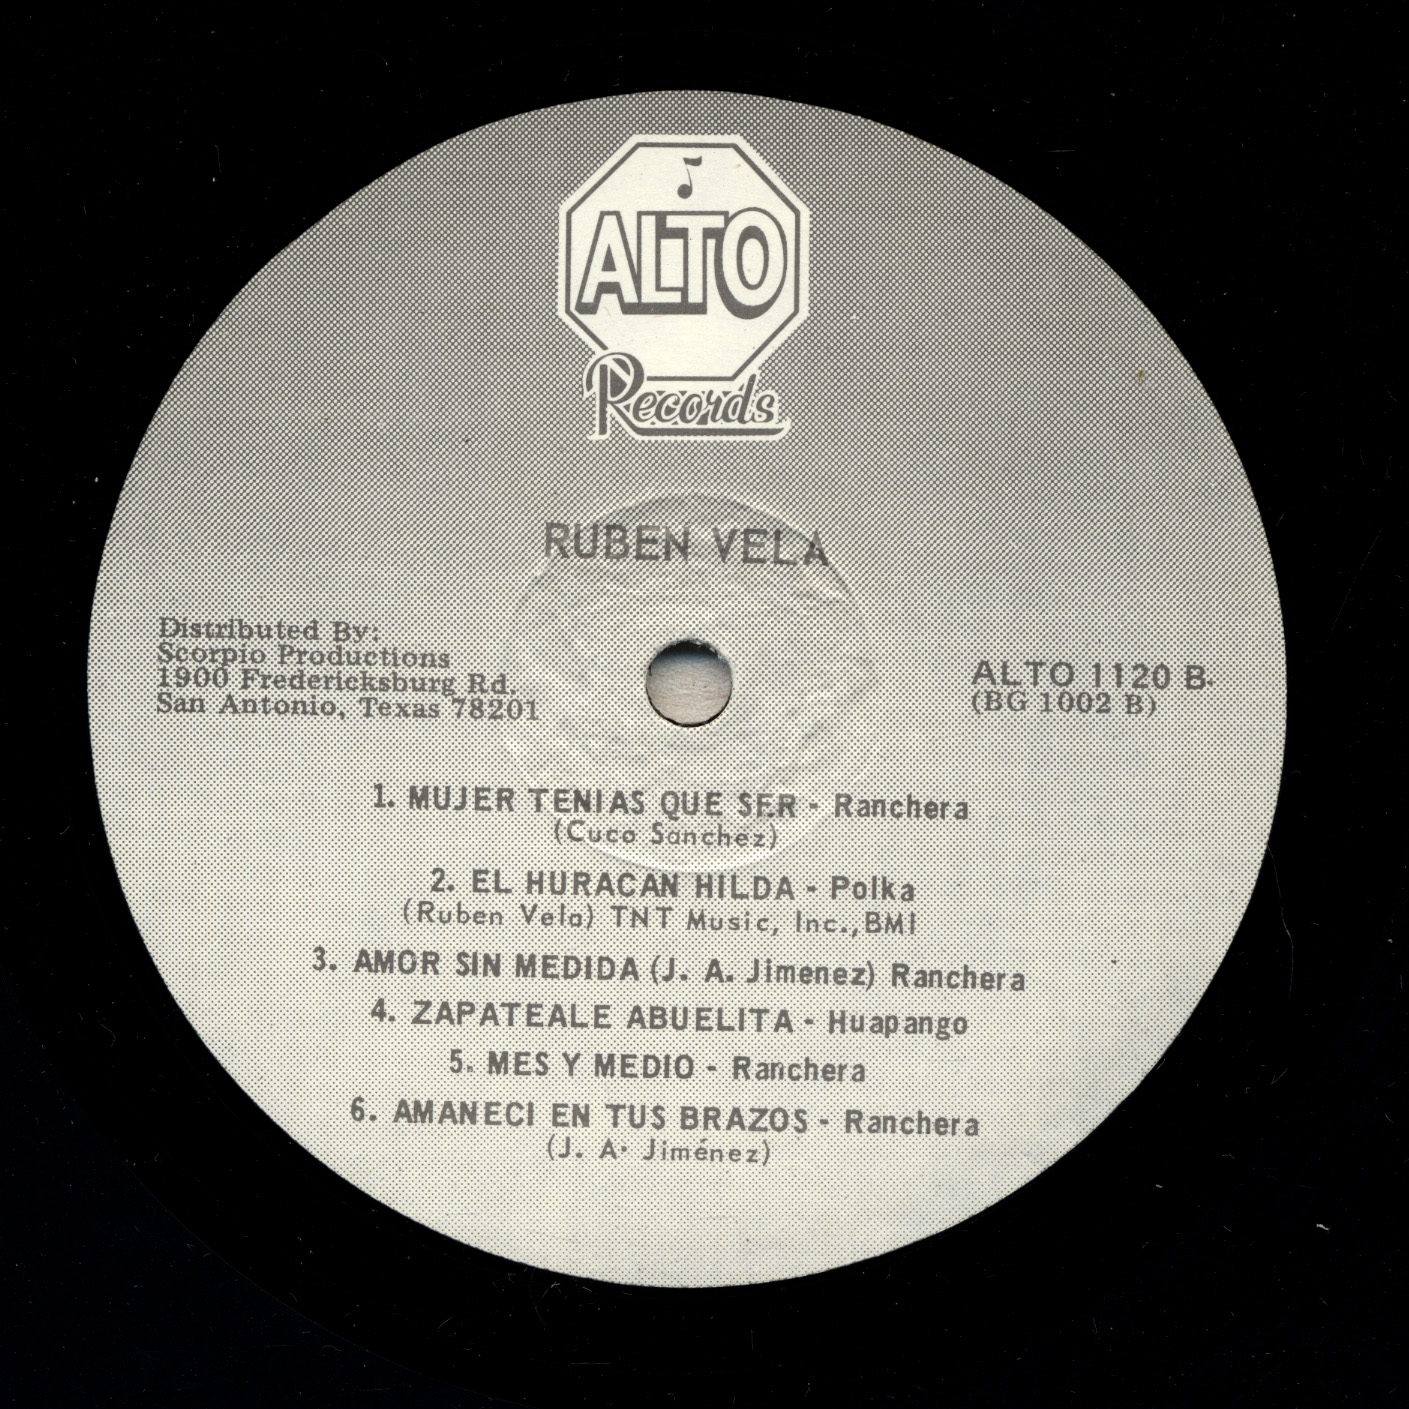 ALTO
Records
RUBEN VELA
Distributed By:
Scorpio Productions
1900 Fredericksburg Rd.
San Antonio, Texas 78201
ALTO 1120 B.
(BG 1002 B)
1. MUJER TENIAS QUE SER - Ranchera
(Cuco Sanchez)
2. EL HURACAN HILDA - Polka
(Ruben Vela) TNT Music, Inc.,BMI
3. AMOR SIN MEDIDA (J. A. Jimenez) Ranchera
4. ZAPATEALE ABUELITA - Huapango
5. MES Y MEDIO - Ranchera
6. AMANECI EN TUS BRAZOS - Ranchera
(J. A. Jiménez)